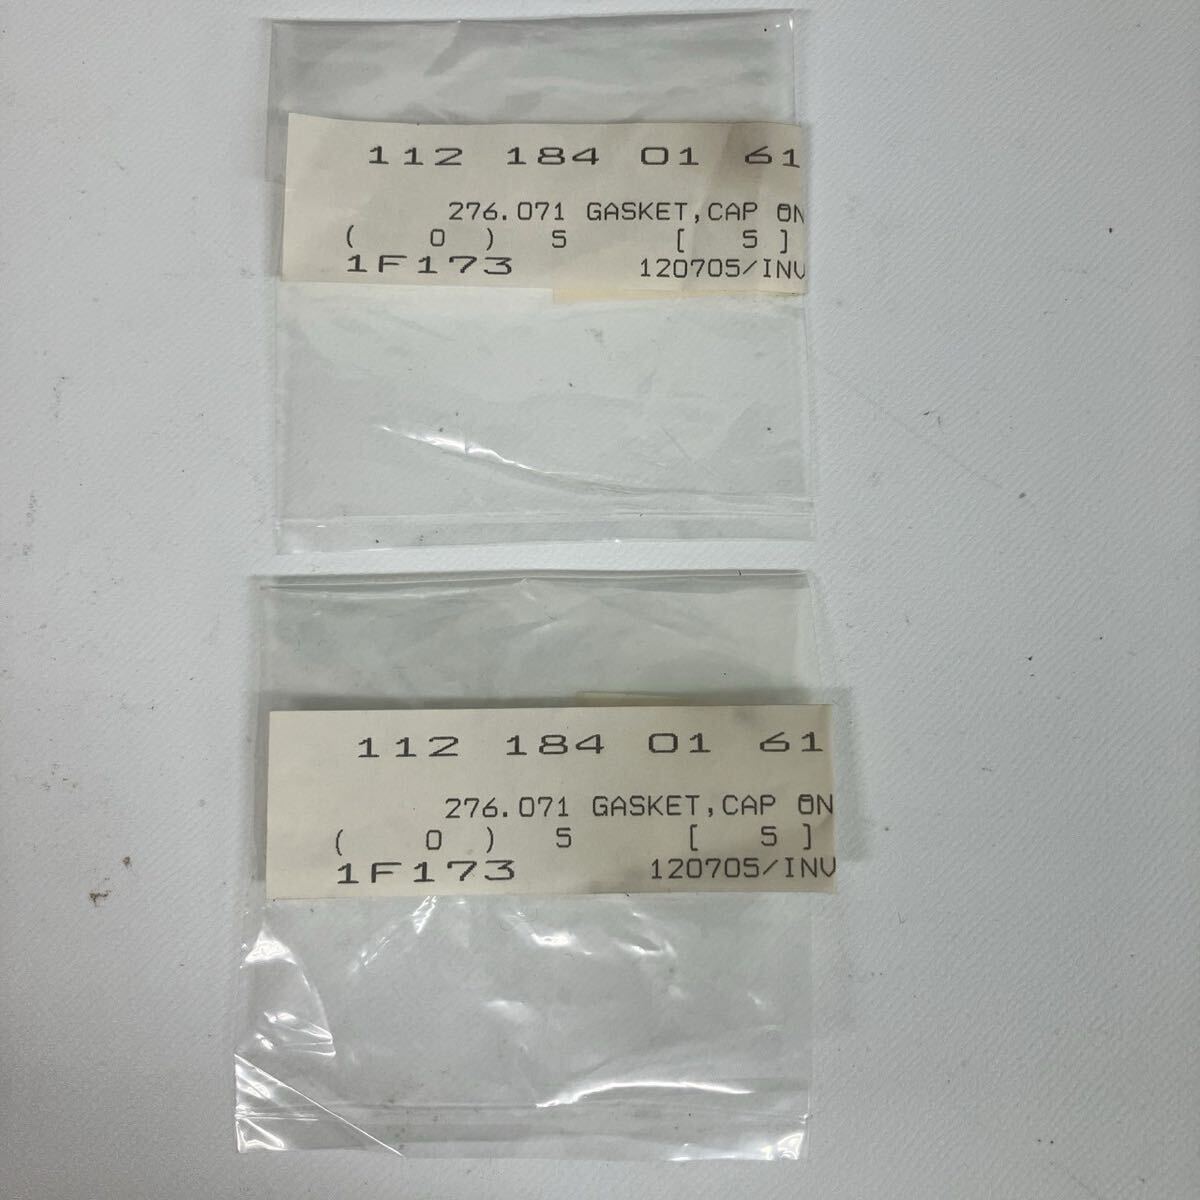 112 184 01 61
276.071 GASKET,CAP ON
( 0 ) 5 [ 5 ]
1F173 120705/INV
112 184 01 61
276.071 GASKET,CAP ON
( 0 ) 5 [ 5 ]
1F173 120705/INV